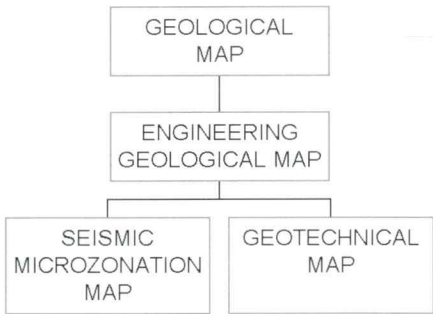 GEOLOGICAL
MAP
ENGINEERING
GEOLOGICAL MAP
SEISMIC
MICROZONATION
MAP
GEOTECHNICAL
MAP